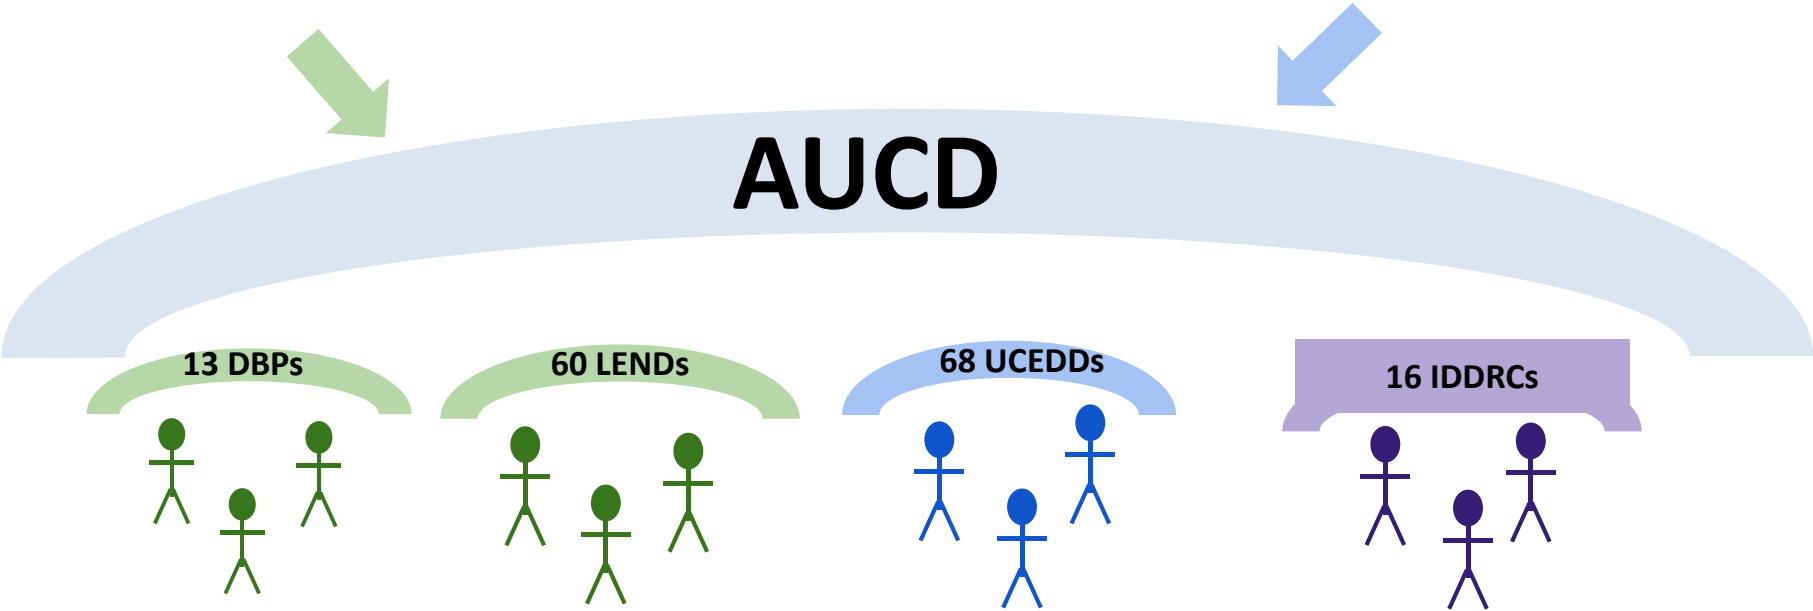 AUCD
13 DBPs
60 LENDs
68 UCEDDs
16 IDDRCs